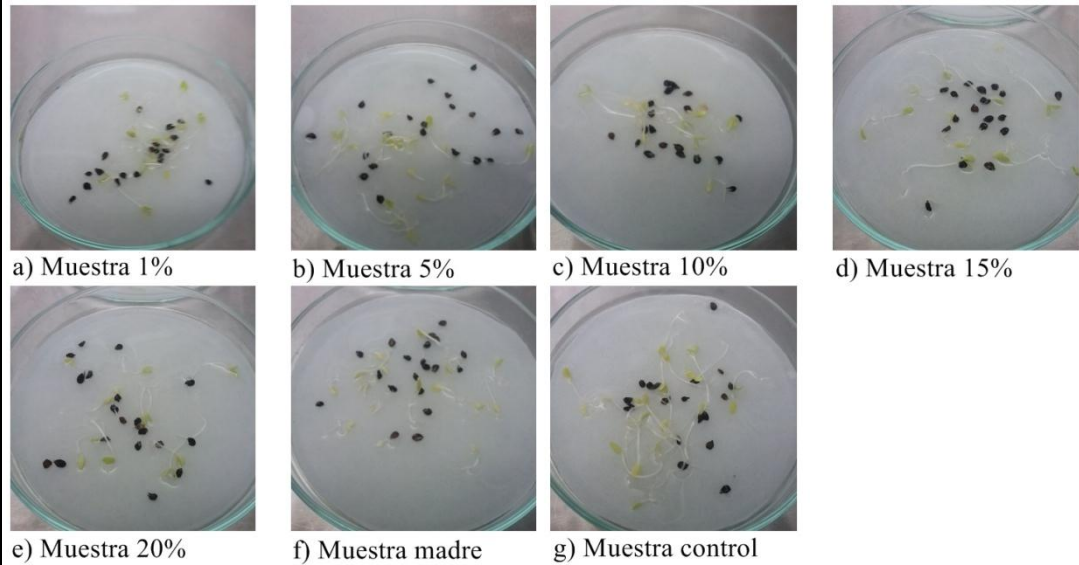 a) Muestra 1%
b) Muestra 5%
c) Muestra 10%
d) Muestra 15%
e) Muestra 20%
f) Muestra madre
g) Muestra control